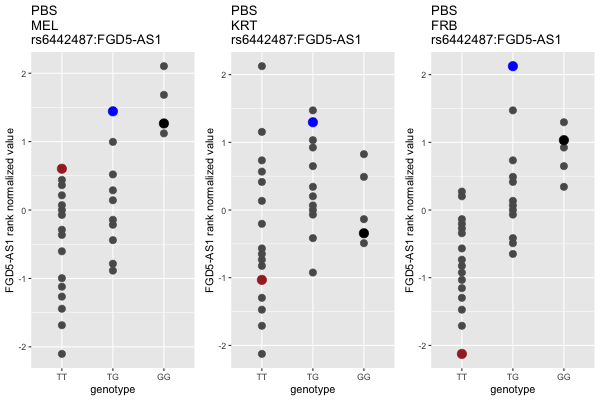 PBS
MEL
rs6442487:FGD5-AS1
FGD5-AS1 rank normalized value
2
1
0
-1
-2
TT
TG
GG
genotype
PBS
KRT
rs6442487:FGD5-AS1
FGD5-AS1 rank normalized value
2
1
0
-1
-2
TT
TG
GG
genotype
PBS
FRB
rs6442487:FGD5-AS1
FGD5-AS1 rank normalized value
2
1
0
-1
-2
TT
TG
GG
genotype